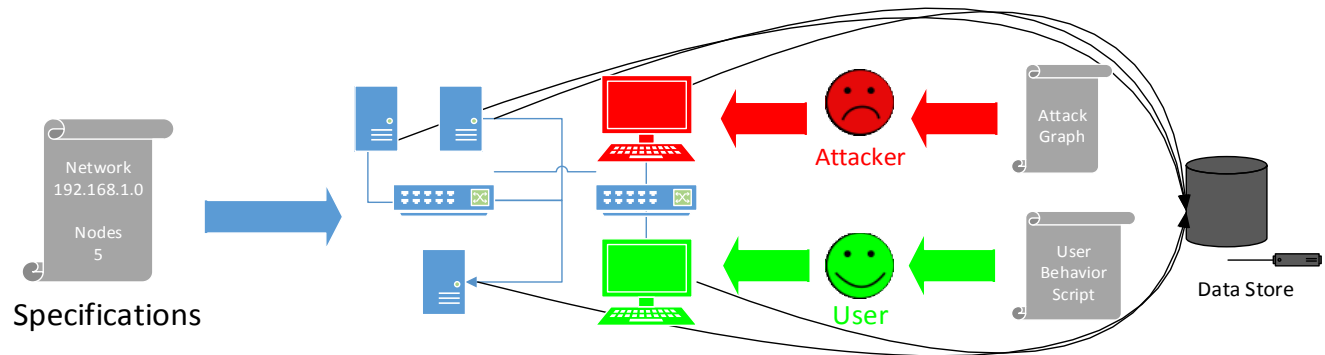 Network
192.168.1.0
Nodes
5
Specifications
Attacker
Attack
Graph
User
User
Behavior
Script
Data Store